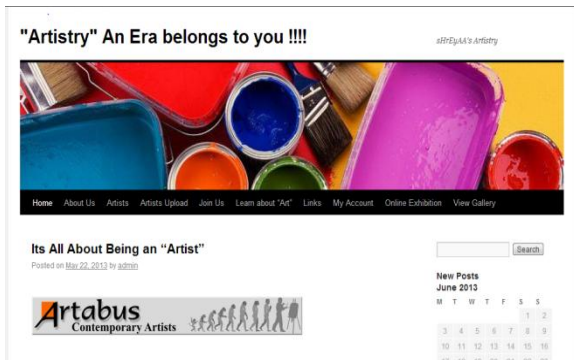 "Artistry" An Era belongs to you !!!!
sHrEyAA's Artistry
Home About Us Artists Artists Upload Join Us Learn about "Art" Links My Account Online Exhibition View Gallery
Its All About Being an “Artist”
Posted on May 22, 2013 by admin
Artabus
Contemporary Artists
Search
New Posts
June 2013
M T W T F S S
1 2
3 4 5 6 7 8 9
10 11 12 13 14 15 16